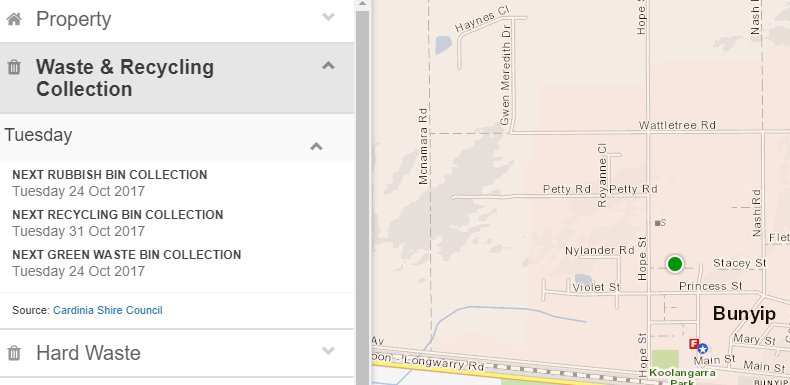 Property
Waste & Recycling
Collection
Tuesday
NEXT RUBBISH BIN COLLECTION
Tuesday 24 Oct 2017
NEXT RECYCLING BIN COLLECTION
Tuesday 31 Oct 2017
NEXT GREEN WASTE BIN COLLECTION
Tuesday 24 Oct 2017
Source: Cardinia Shire Council
Hard Waste
Haynes Cl
Hope St
Gwen Meredith Dr
Mcnamara Rd
Wattletree Rd
Royanne Cl
Petty Rd
Petty Rd
Nash Rd
S
Flet
Nylander Rd
Hope St
Stacey St
Violet St
Princess St
Bunyip
F
Mary St
Main St
Av
oon - Longwarry Rd
Hope St
Koolangarra
Park
Main St
BUNYIP